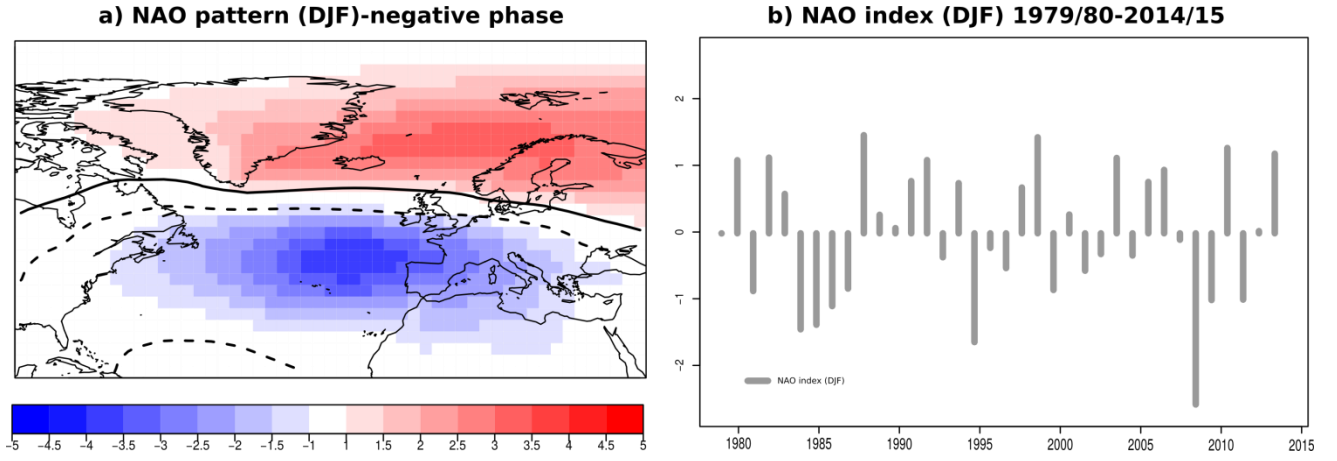 a) NAO pattern (DJF)-negative phase
-5 -4.5 -4 -3.5 -3 -2.5 -2 -1.5 -1 1 1.5 2 2.5 3 3.5 4 4.5 5
b) NAO index (DJF) 1979/80-2014/15
2
1
0
-1
-2
NAO index (DJF)
1980 1985 1990 1995 2000 2005 2010 2015